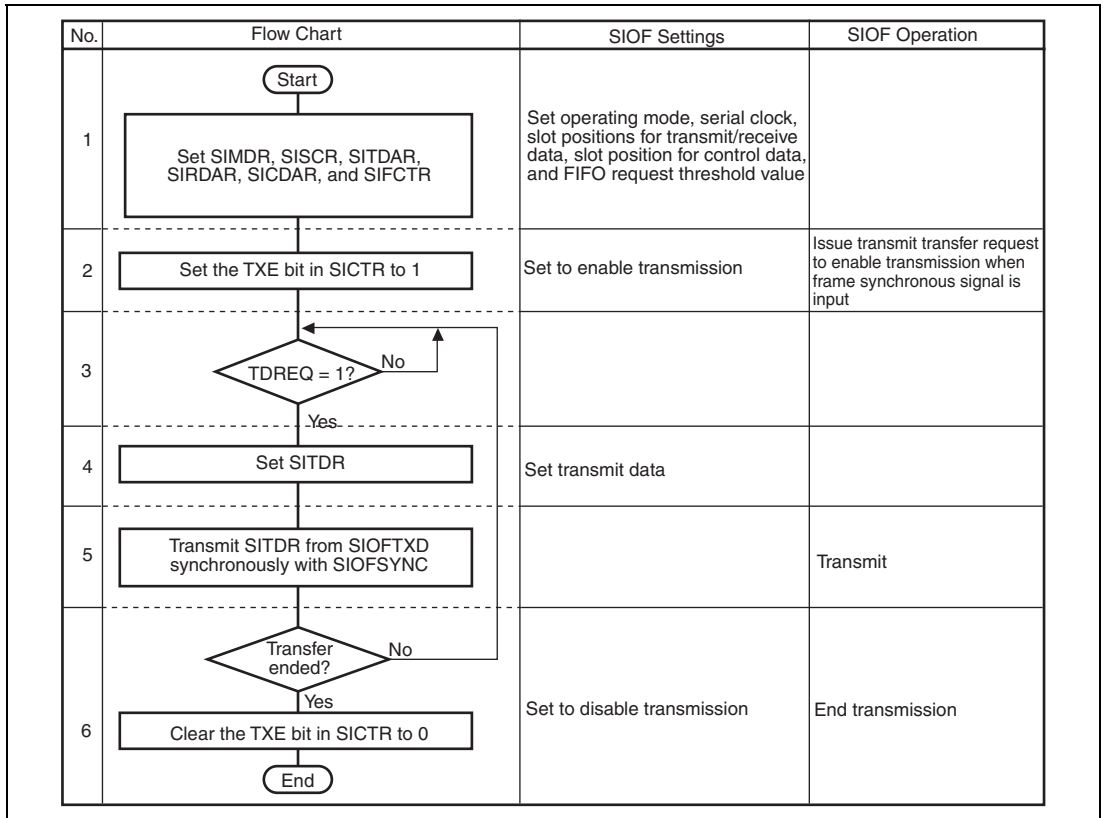 No.
Flow Chart
SIOF Settings
SIOF Operation
Start
1
Set SIMDR, SISCR, SITDAR,
SIRDAR, SICDAR, and SIFCTR
Set operating mode, serial clock,
slot positions for transmit/receive
data, slot position for control data,
and FIFO request threshold value
2
Set the TXE bit in SICTR to 1
Set to enable transmission
Issue transmit transfer request
to enable transmission when
frame synchronous signal is
input
3
TDREQ = 1?
No
Yes
4
Set SITDR
Set transmit data
5
Transmit SITDR from SIOFTXD
synchronously with SIOFSYNC
Transmit
Transfer
ended?
No
Yes
6
Clear the TXE bit in SICTR to 0
Set to disable transmission
End transmission
End